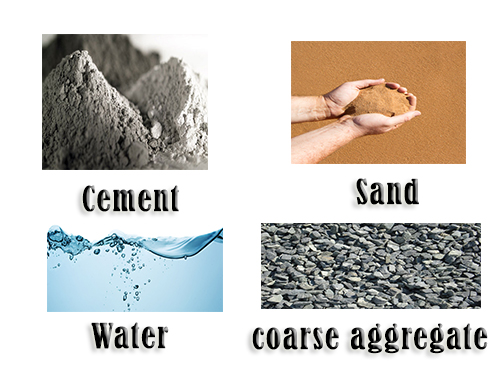 Cement
Sand
Water
coarse aggregate